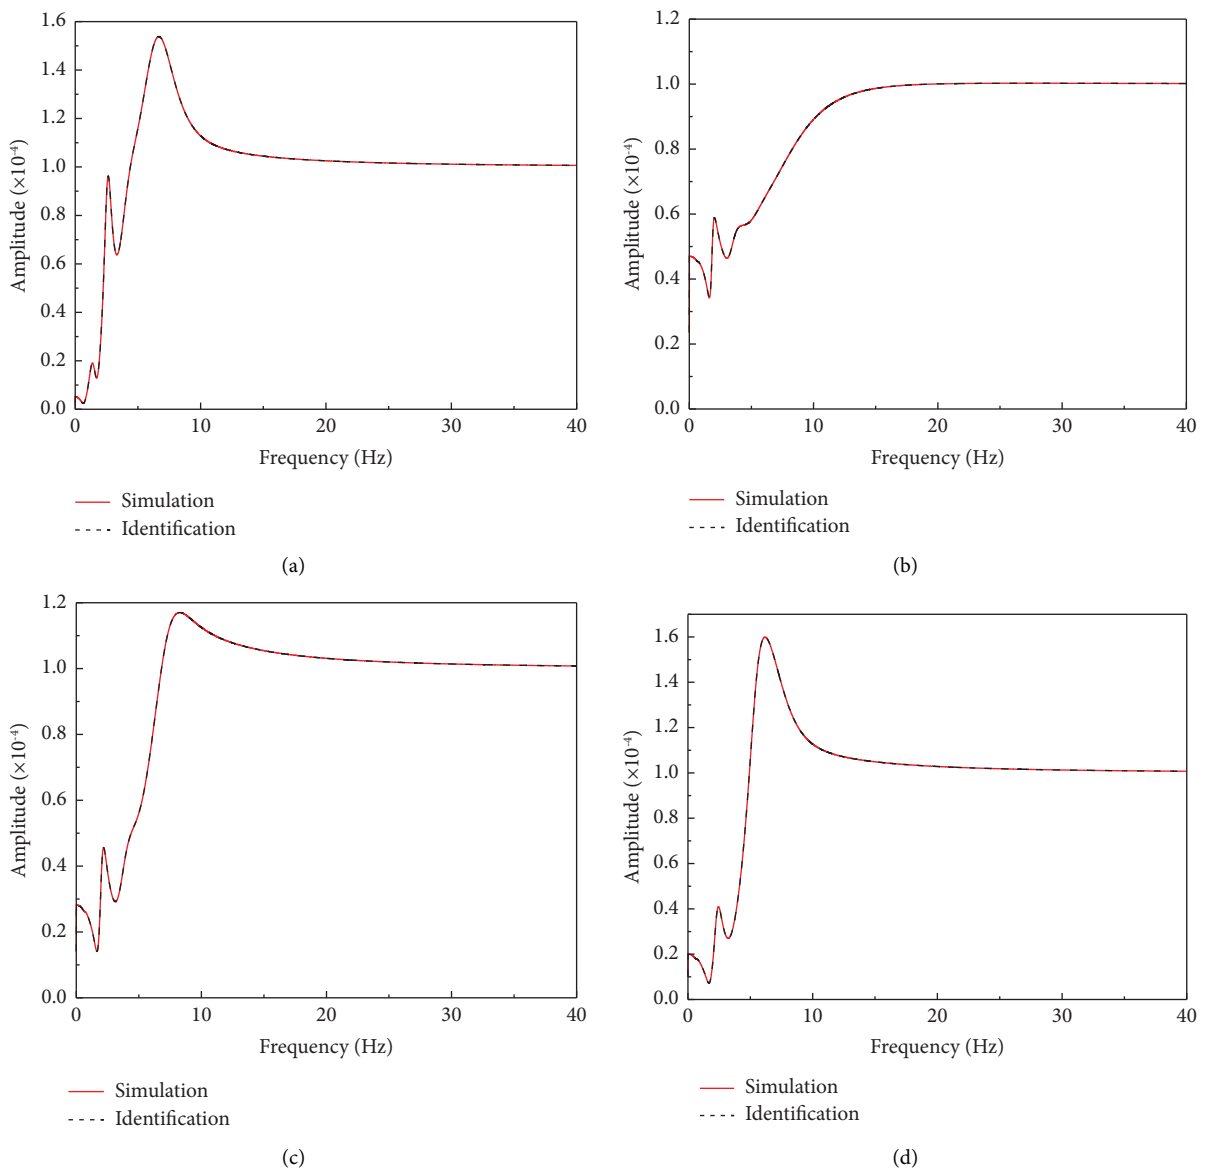 1.6
1.4
1.2
1.0
0.8
0.6
0.4
0.2
0.0
Amplitude (×10⁻⁴)
0 10 20 30 40
Frequency (Hz)
Simulation
Identification
(a)
1.2
1.0
0.8
0.6
0.4
0.2
0.0
Amplitude (×10⁻⁴)
0 10 20 30 40
Frequency (Hz)
Simulation
Identification
(b)
1.2
1.0
0.8
0.6
0.4
0.2
0.0
Amplitude (×10⁻⁴)
0 10 20 30 40
Frequency (Hz)
Simulation
Identification
(c)
1.6
1.4
1.2
1.0
0.8
0.6
0.4
0.2
0.0
Amplitude (×10⁻⁴)
0 10 20 30 40
Frequency (Hz)
Simulation
Identification
(d)